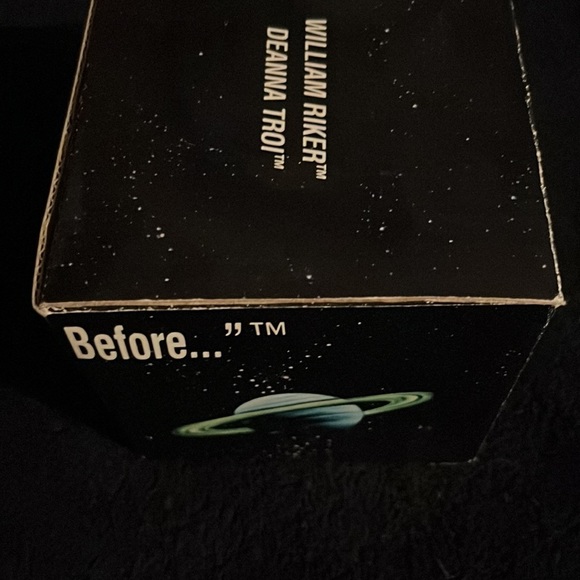 WILLIAM RIKER™
DEANNA TROI™
Before..." ™